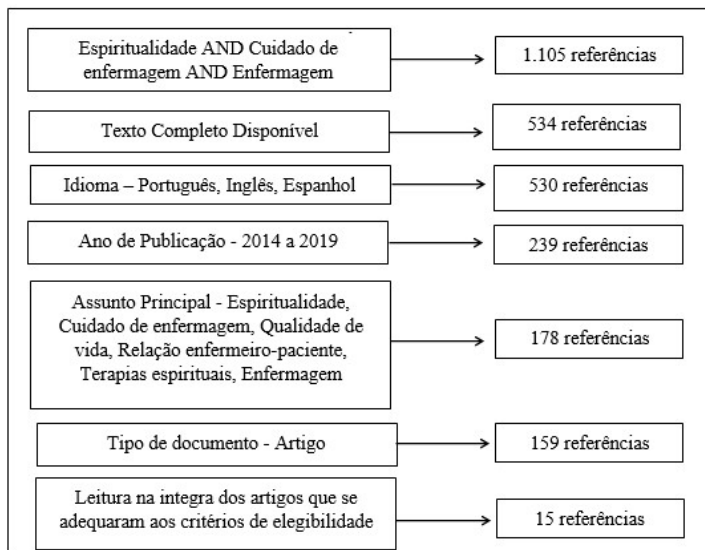 Espiritualidade AND Cuidado de
enfermagem AND Enfermagem
1.105 referências
Texto Completo Disponível
534 referências
Idioma – Português, Inglês, Espanhol
530 referências
Ano de Publicação - 2014 a 2019
239 referências
Assunto Principal - Espiritualidade,
Cuidado de enfermagem, Qualidade de
vida, Relação enfermeiro-paciente,
Terapias espirituais, Enfermagem
178 referências
Tipo de documento - Artigo
159 referências
Leitura na integra dos artigos que se
adequaram aos critérios de elegibilidade
15 referências